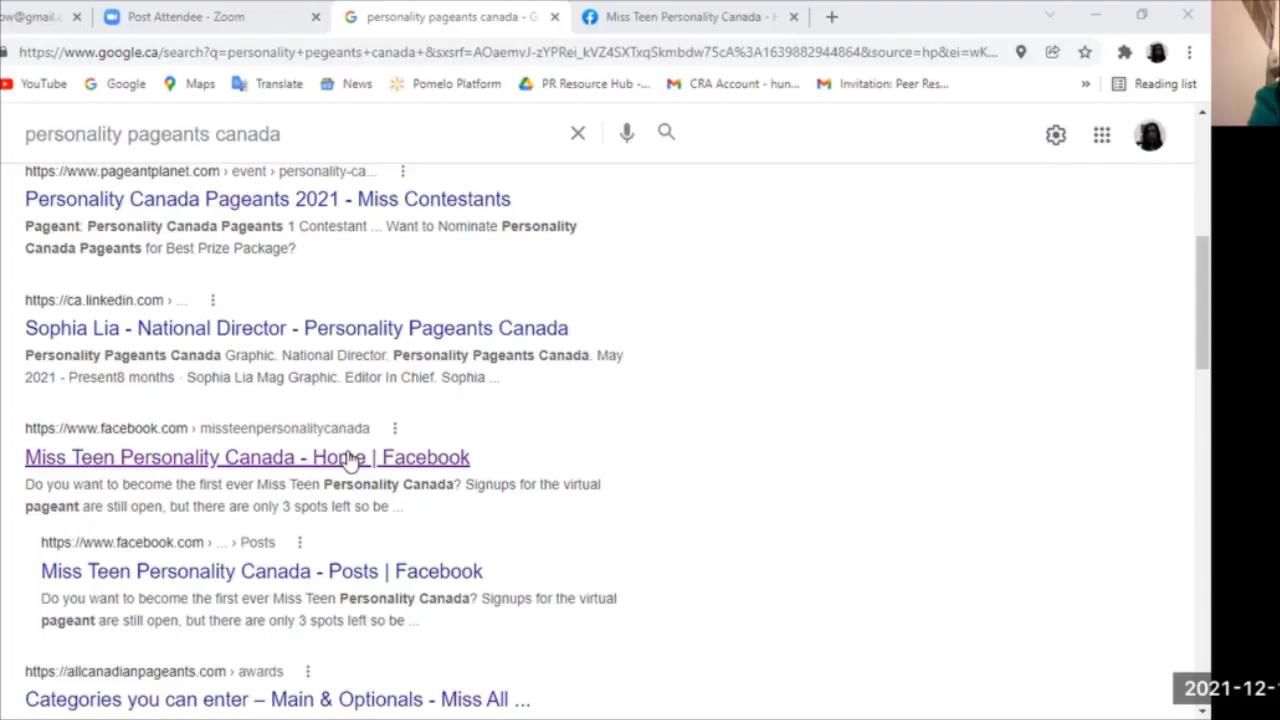 ow@gmail.c Post Attendee - Zoom personality pageants canada - G Miss Teen Personality Canada - H
https://www.google.ca/search?q=personality+pegeants+canada+&sxsrf=AOaemvJ-zYPRei_kVZ4SXTxqSkmbdw75cA%3A1639882944864&source=hp&ei=wK...
YouTube Google Maps Translate News Pomelo Platform PR Resource Hub -... CRA Account - hun... Invitation: Peer Res... » Reading list
personality pageants canada
https://www.pageantplanet.com › event › personality-ca...
Personality Canada Pageants 2021 - Miss Contestants
Pageant: Personality Canada Pageants 1 Contestant ... Want to Nominate Personality
Canada Pageants for Best Prize Package?
https://ca.linkedin.com › ...
Sophia Lia - National Director - Personality Pageants Canada
Personality Pageants Canada Graphic. National Director. Personality Pageants Canada. May
2021 - Present8 months · Sophia Lia Mag Graphic. Editor In Chief. Sophia ...
https://www.facebook.com › missteenpersonalitycanada
Miss Teen Personality Canada - Home | Facebook
Do you want to become the first ever Miss Teen Personality Canada? Signups for the virtual
pageant are still open, but there are only 3 spots left so be ...
https://www.facebook.com › ... › Posts
Miss Teen Personality Canada - Posts | Facebook
Do you want to become the first ever Miss Teen Personality Canada? Signups for the virtual
pageant are still open, but there are only 3 spots left so be ...
https://allcanadianpageants.com › awards
Categories you can enter – Main & Optionals - Miss All ...
2021-12-